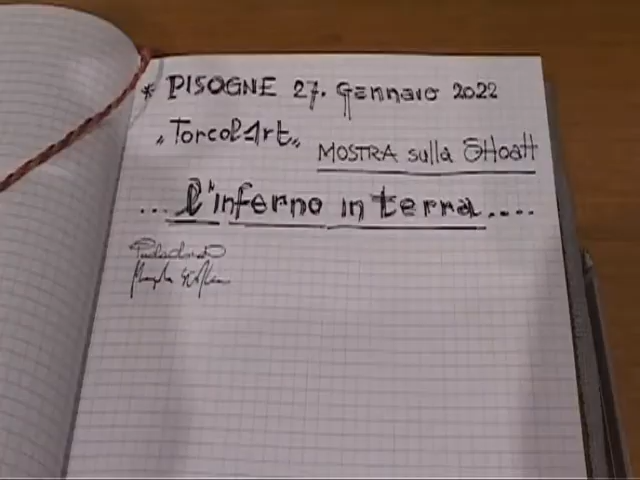 * PISOGNE 27. Gennaio 2022
"TorcolArt" MOSTRA sulla SHoaH
... l'inferno in terra....